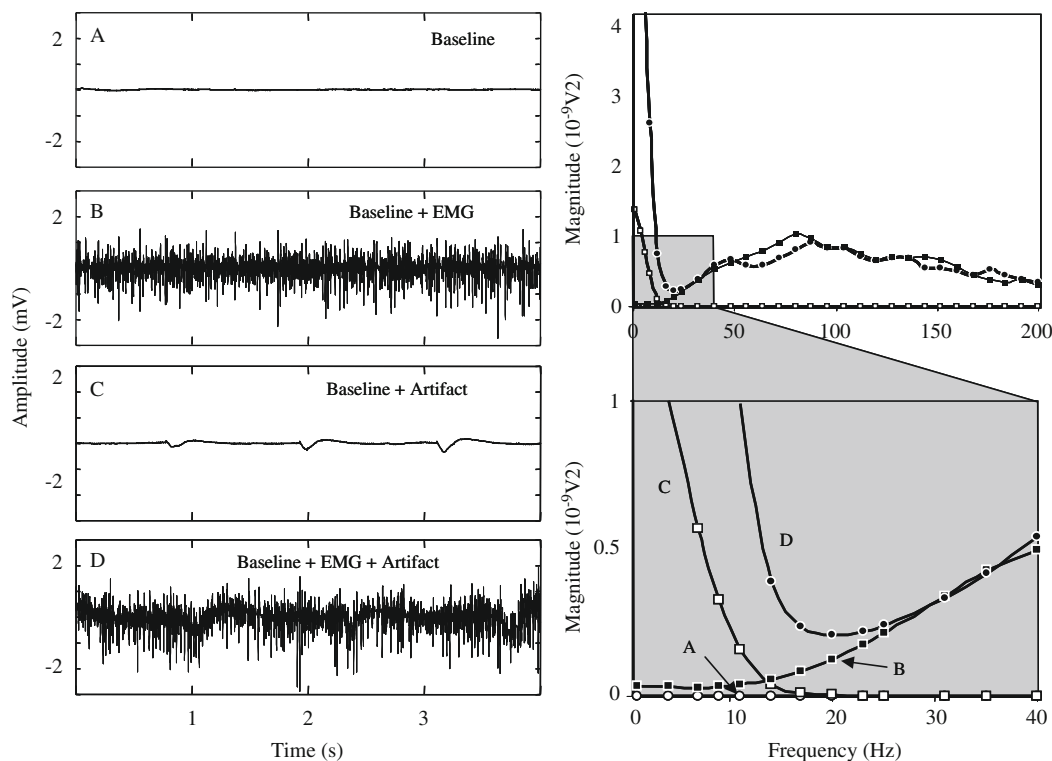 A
Baseline
2
-2
B
Baseline + EMG
2
-2
C
Baseline + Artifact
2
-2
D
Baseline + EMG + Artifact
2
-2
Amplitude (mV)
1
2
3
Time (s)
4
3
2
1
0
Magnitude (10-9V2)
0
50
100
150
200
1
0.5
0
Magnitude (10-9V2)
C
D
A
B
0
10
20
30
40
Frequency (Hz)